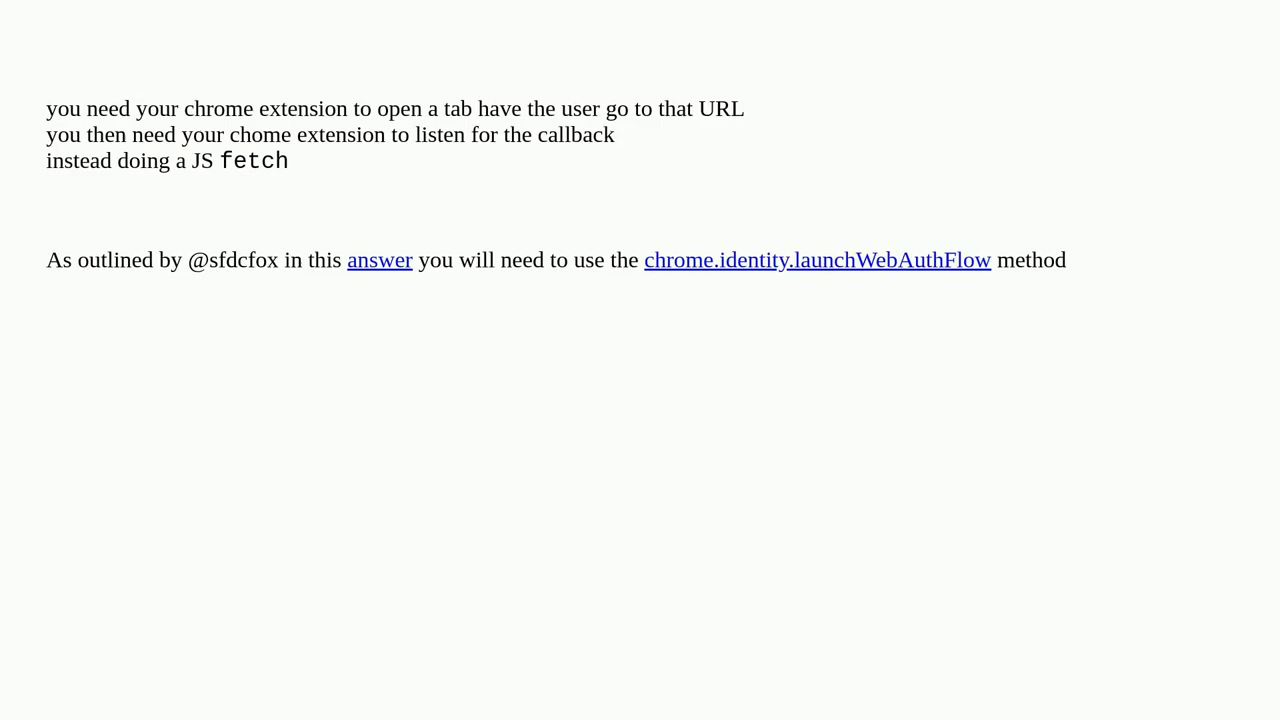 you need your chrome extension to open a tab have the user go to that URL
you then need your chome extension to listen for the callback
instead doing a JS fetch
As outlined by @sfdcfox in this answer you will need to use the chrome.identity.launchWebAuthFlow method